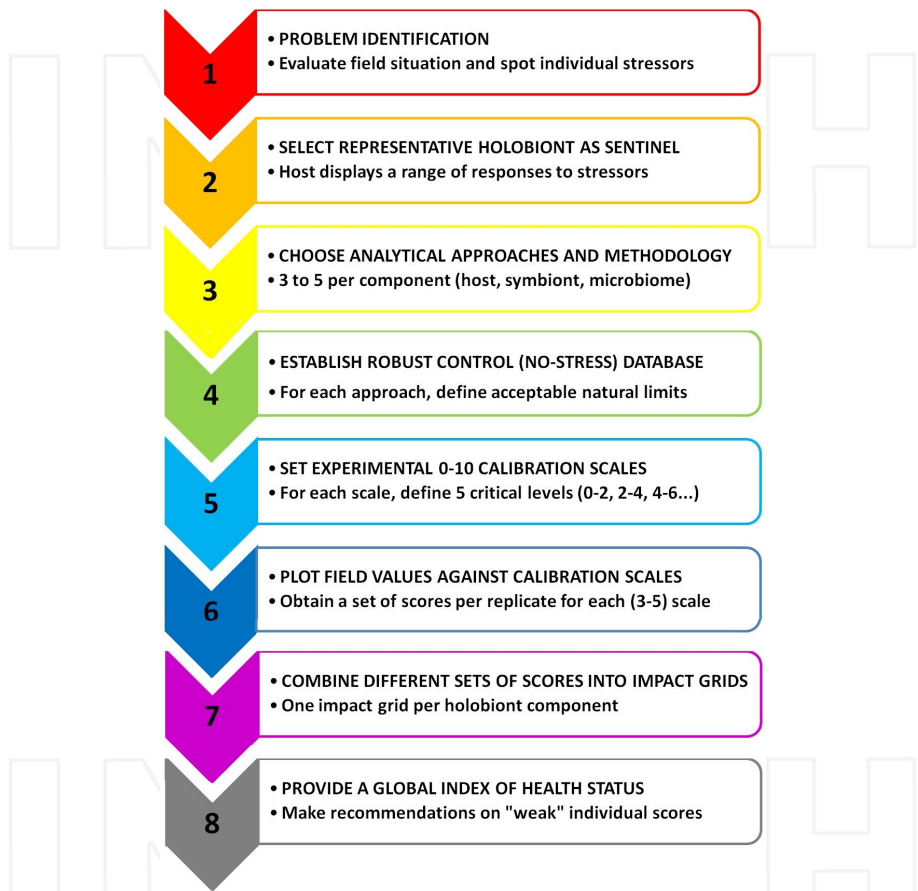 1
• PROBLEM IDENTIFICATION
• Evaluate field situation and spot individual stressors
2
• SELECT REPRESENTATIVE HOLOBIONT AS SENTINEL
• Host displays a range of responses to stressors
3
• CHOOSE ANALYTICAL APPROACHES AND METHODOLOGY
• 3 to 5 per component (host, symbiont, microbiome)
4
• ESTABLISH ROBUST CONTROL (NO-STRESS) DATABASE
• For each approach, define acceptable natural limits
5
• SET EXPERIMENTAL 0-10 CALIBRATION SCALES
• For each scale, define 5 critical levels (0-2, 2-4, 4-6...)
6
• PLOT FIELD VALUES AGAINST CALIBRATION SCALES
• Obtain a set of scores per replicate for each (3-5) scale
7
• COMBINE DIFFERENT SETS OF SCORES INTO IMPACT GRIDS
• One impact grid per holobiont component
8
• PROVIDE A GLOBAL INDEX OF HEALTH STATUS
• Make recommendations on "weak" individual scores